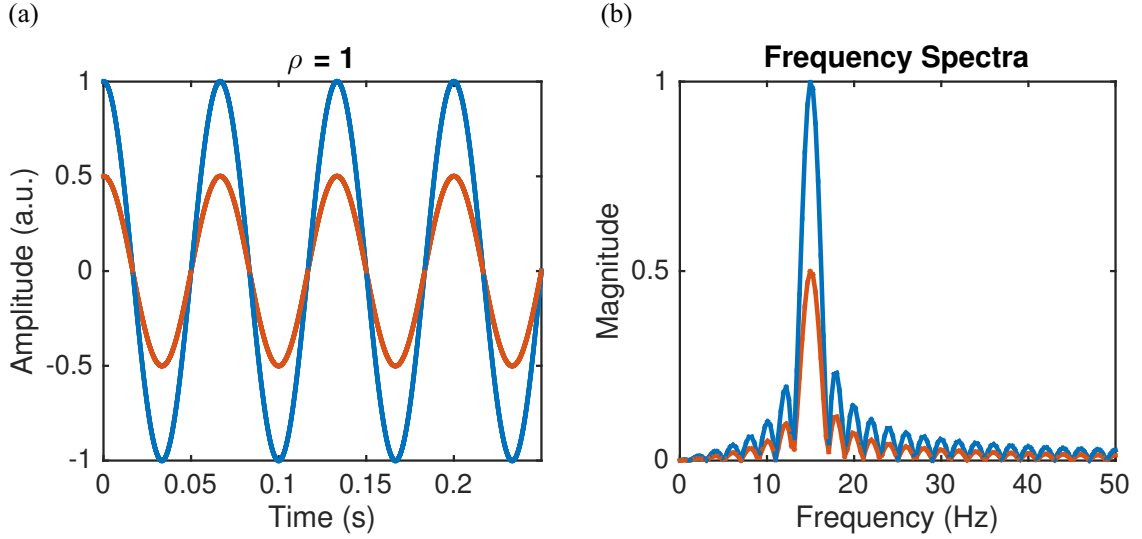 (a)
ρ = 1
1
0.5
0
-0.5
-1
Amplitude (a.u.)
0 0.05 0.1 0.15 0.2
Time (s)
(b)
Frequency Spectra
1
0.5
0
Magnitude
0 10 20 30 40 50
Frequency (Hz)